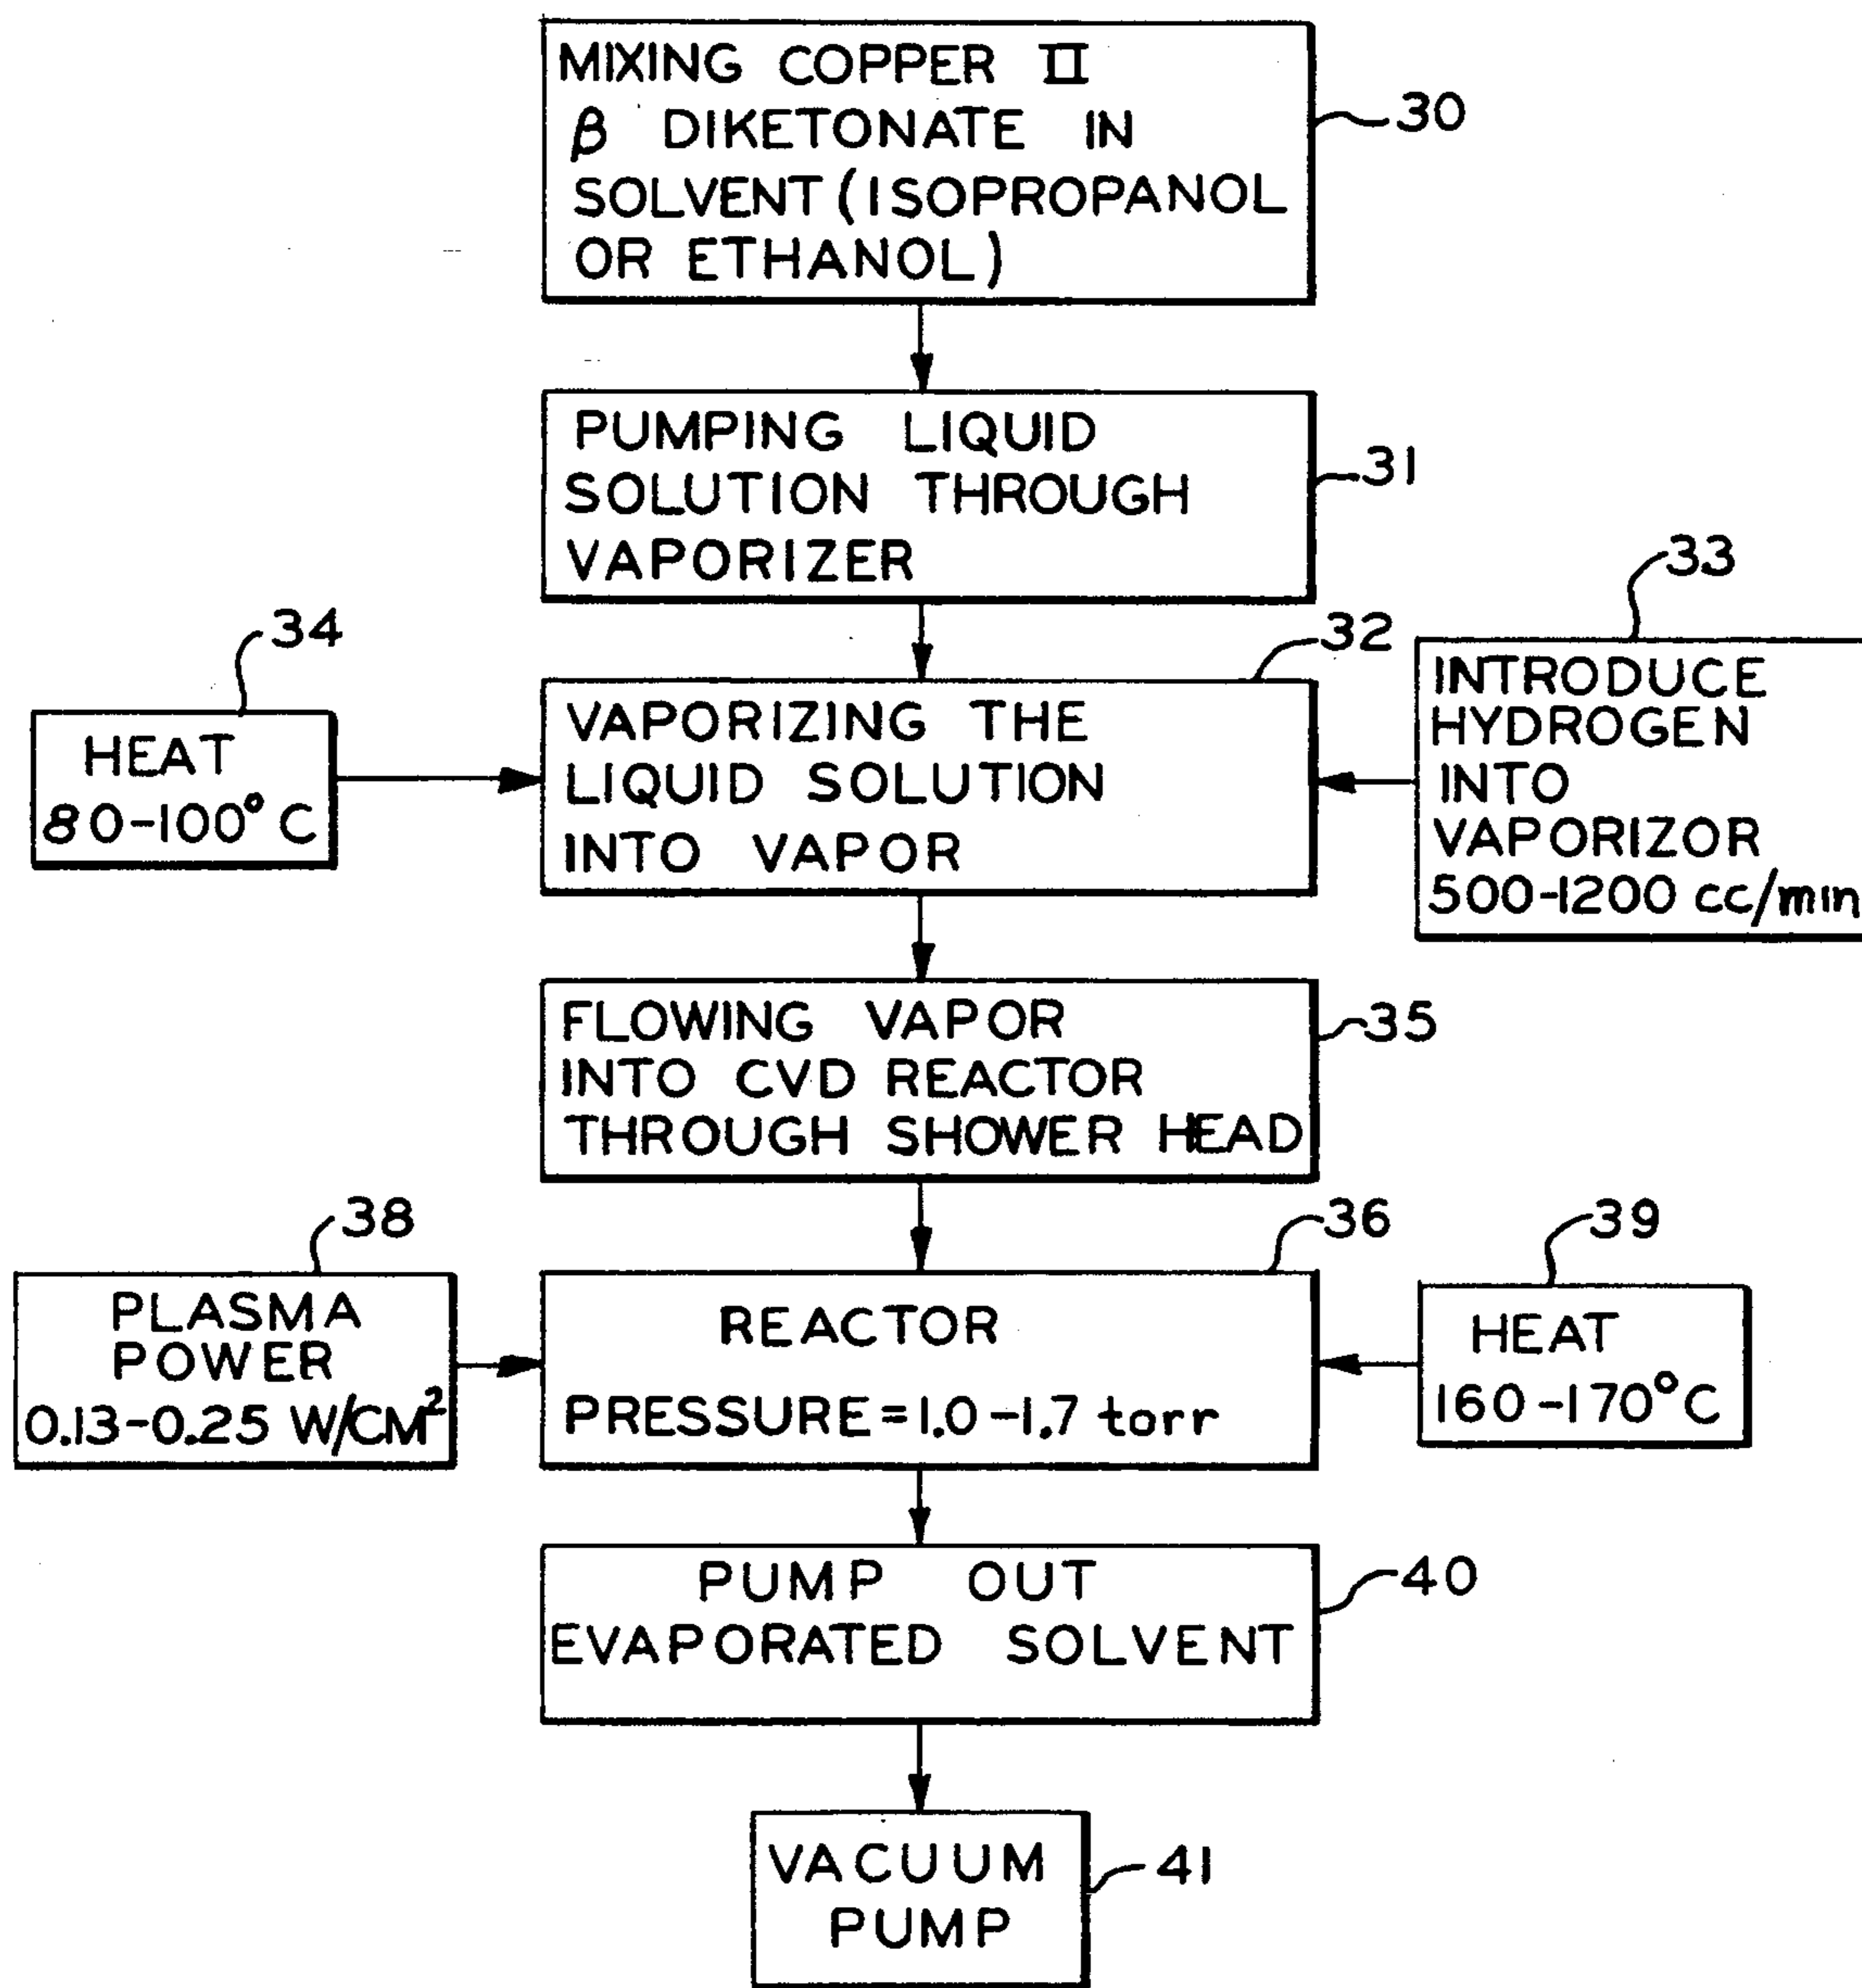 MIXING COPPER II
β DIKETONATE IN
SOLVENT (ISOPROPANOL
OR ETHANOL)
30
PUMPING LIQUID
SOLUTION THROUGH
VAPORIZER
31
34
HEAT
80-100° C
32
VAPORIZING THE
LIQUID SOLUTION
INTO VAPOR
33
INTRODUCE
HYDROGEN
INTO
VAPORIZOR
500-1200 cc/min
FLOWING VAPOR
INTO CVD REACTOR
THROUGH SHOWER HEAD
35
38
PLASMA
POWER
0.13-0.25 W/CM²
36
REACTOR
PRESSURE = 1.0-1.7 torr
39
HEAT
160-170°C
PUMP OUT
EVAPORATED SOLVENT
40
VACUUM
PUMP
41